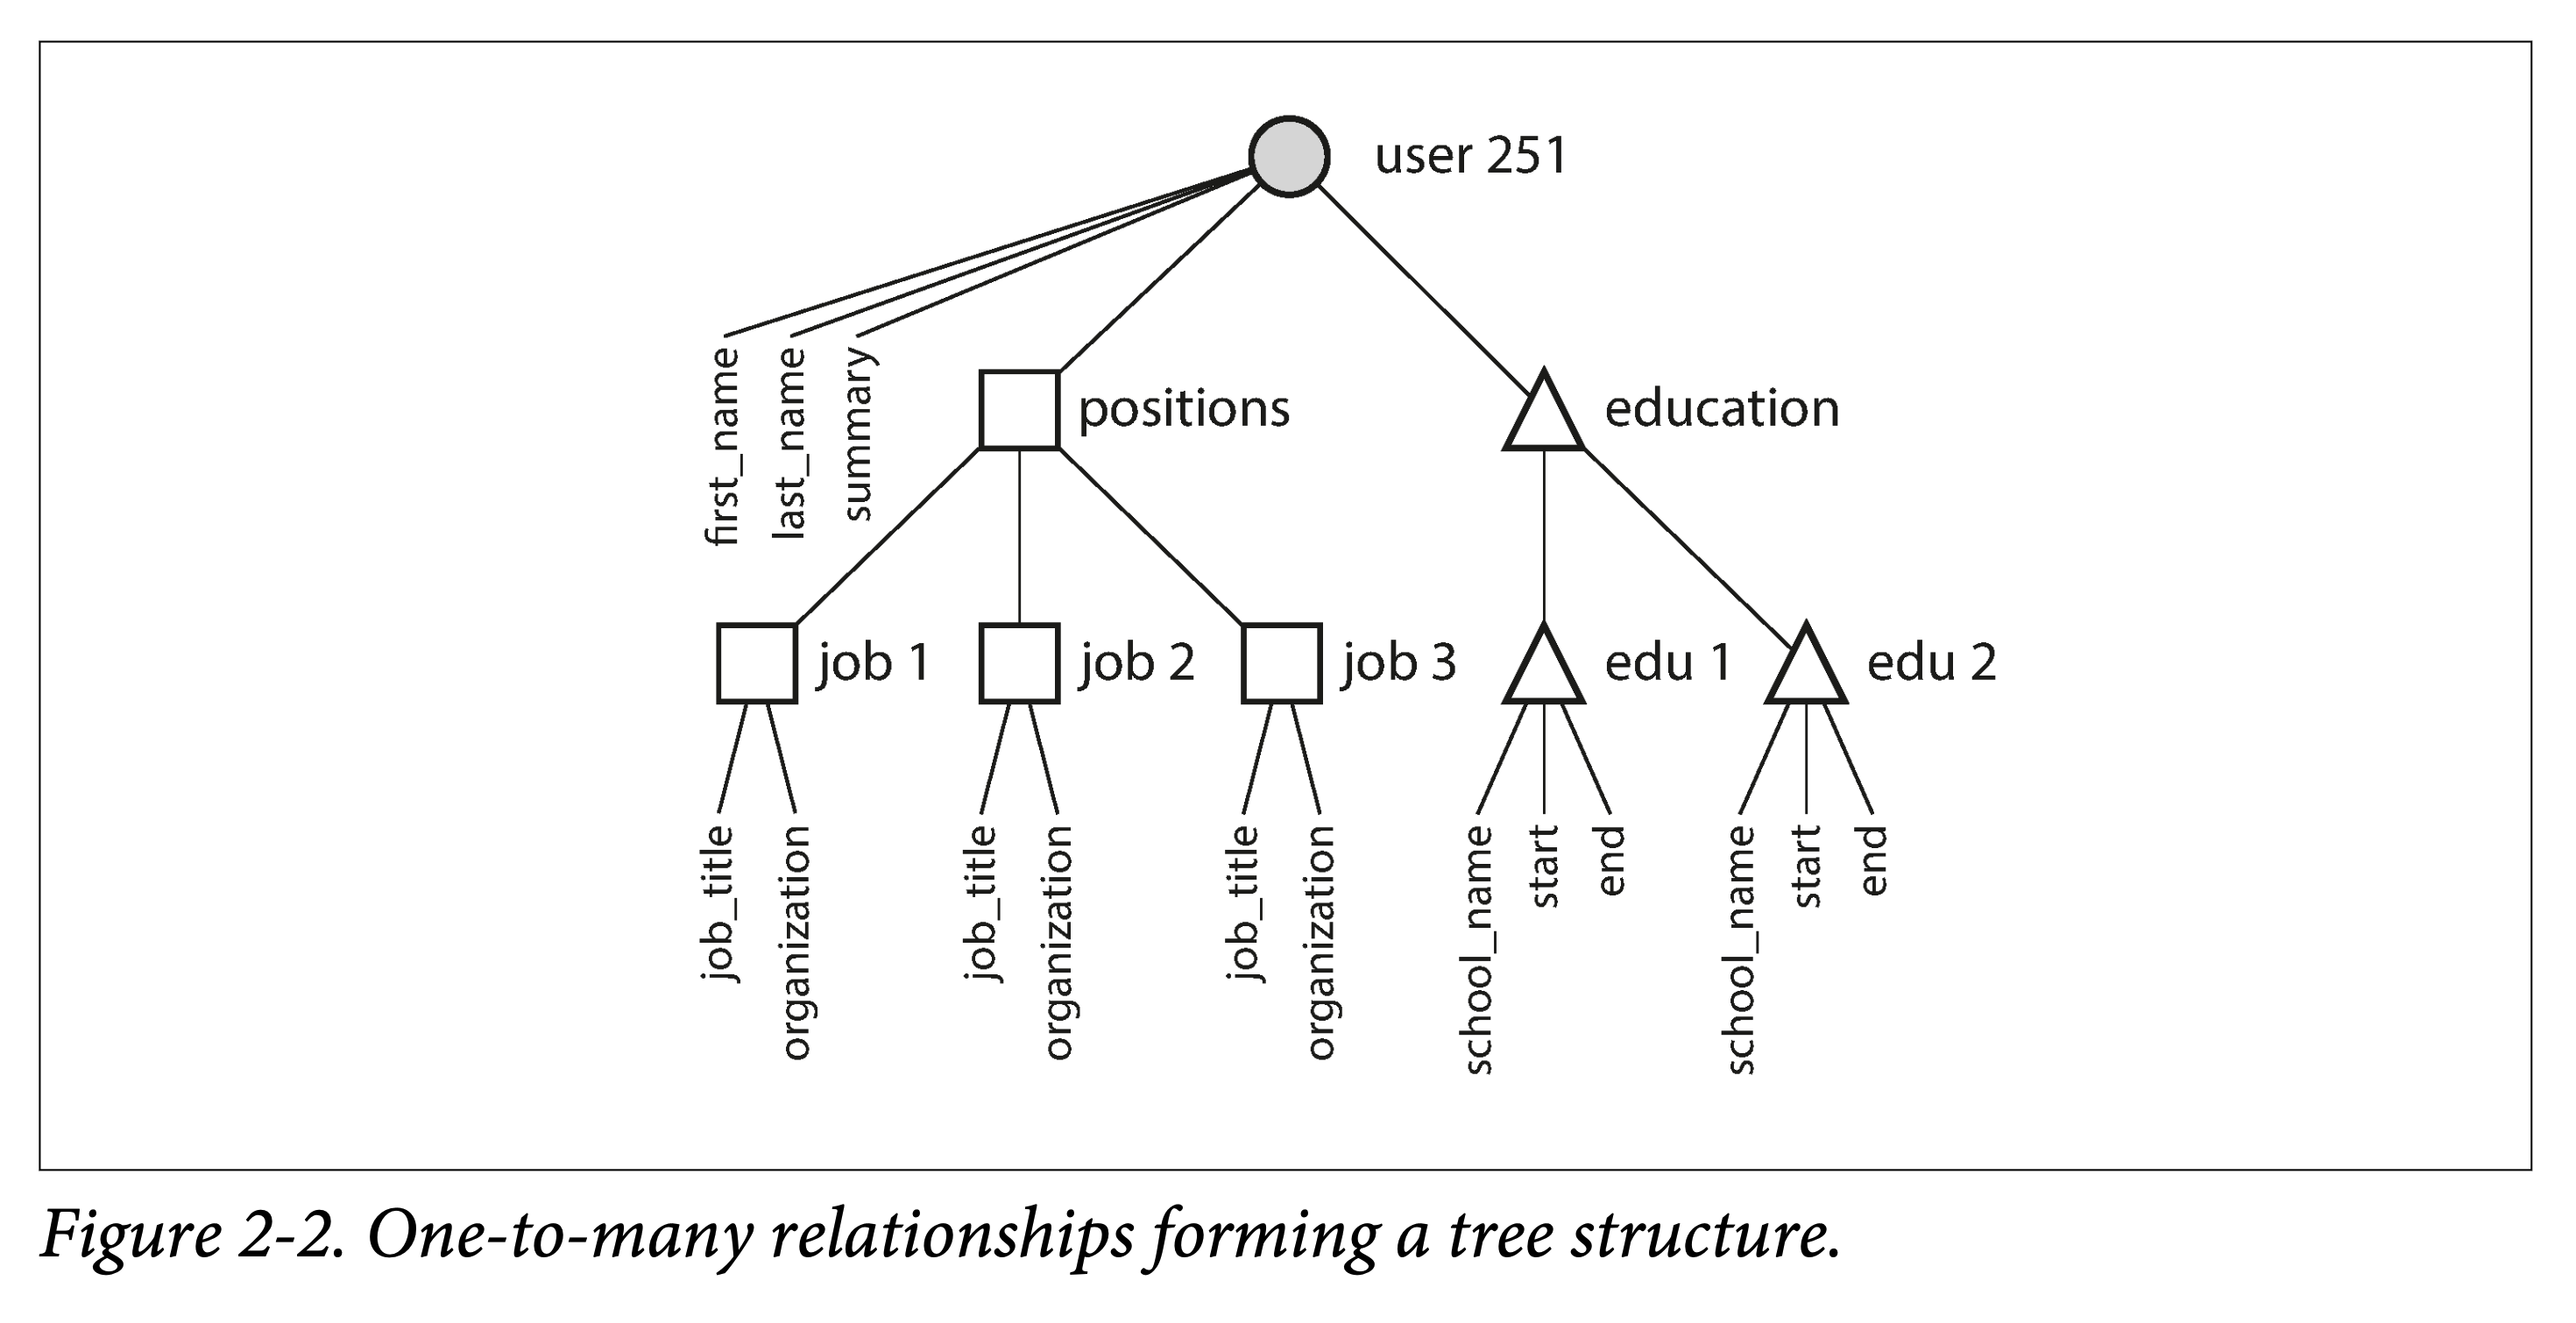 user 251
first_name
last_name
summary
positions
education
job 1
job 2
job 3
edu 1
edu 2
job_title
organization
job_title
organization
job_title
organization
school_name
start
end
school_name
start
end
Figure 2-2. One-to-many relationships forming a tree structure.